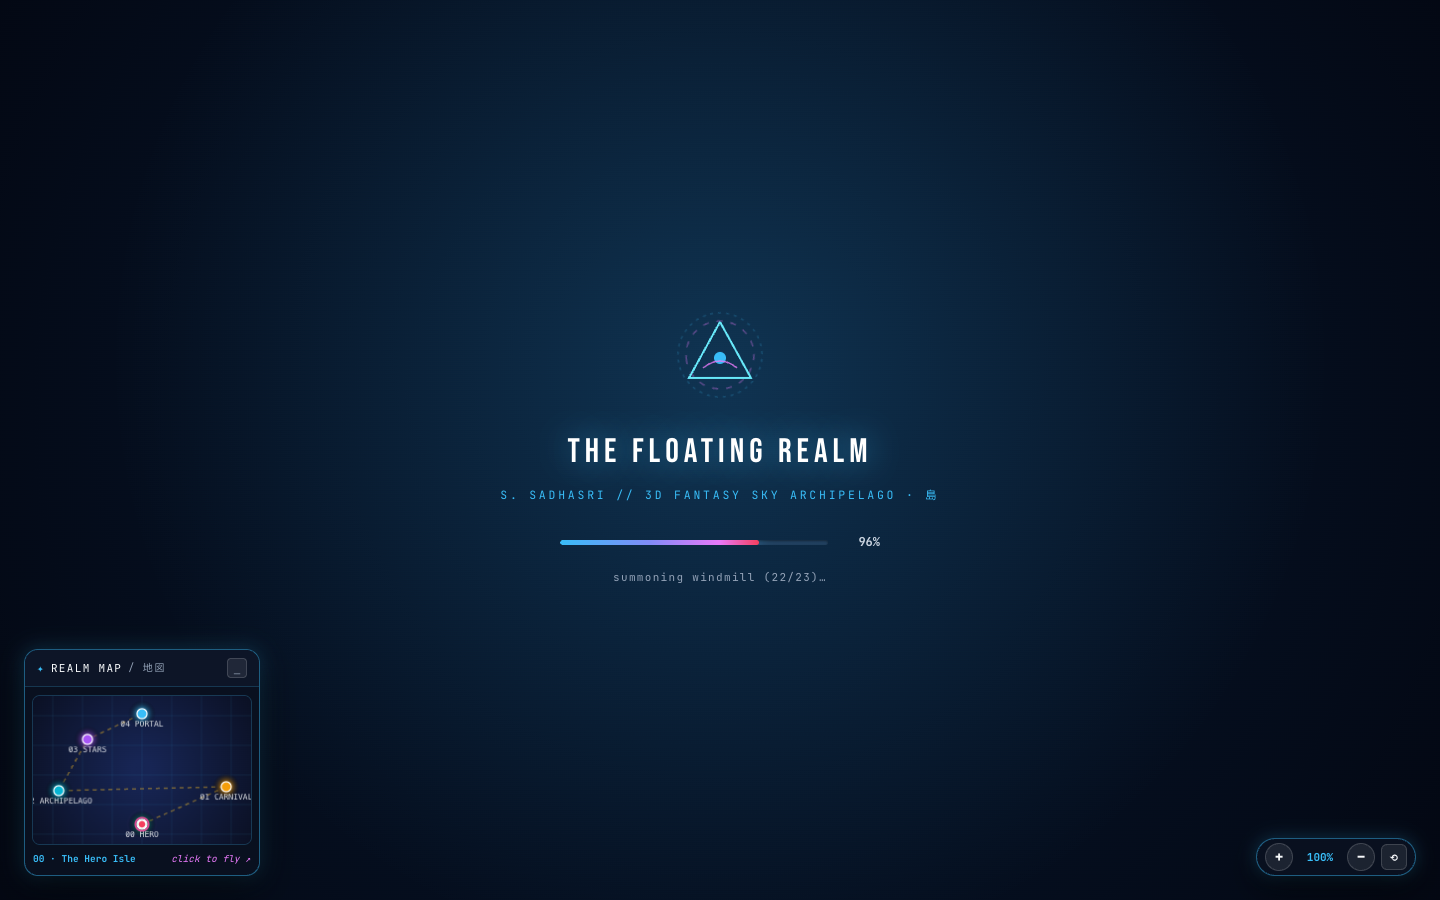 THE FLOATING REALM
S. SADHASRI // 3D FANTASY SKY ARCHIPELAGO · 島
96%
summoning windmill (22/23)…
✦ REALM MAP / 地図
_
04 PORTAL
03 STARS
ARCHIPELAGO
01 CARNIVAL
00 HERO
00 · The Hero Isle
click to fly ↗
+ 100% − ⟲